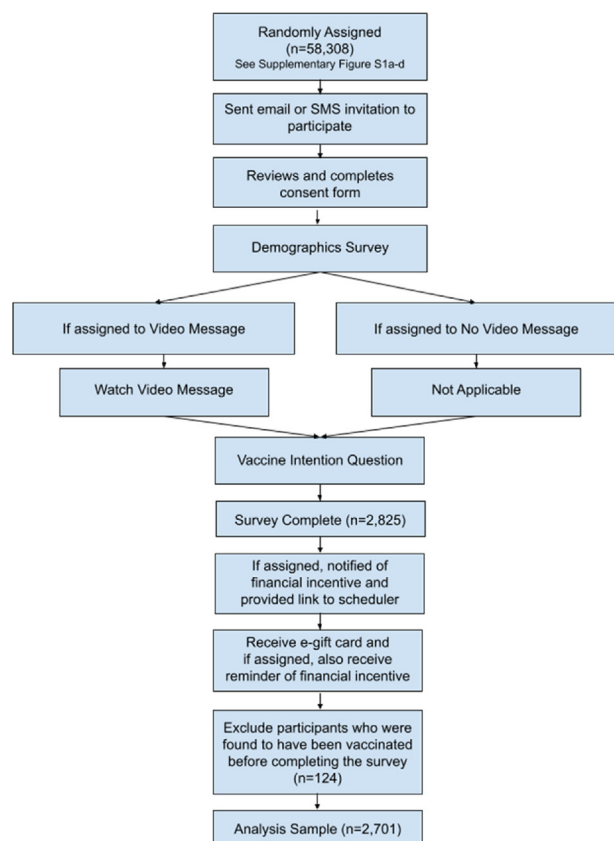 Randomly Assigned
(n=58,308)
See Supplementary Figure S1a-d
Sent email or SMS invitation to
participate
Reviews and completes
consent form
Demographics Survey
If assigned to Video Message
If assigned to No Video Message
Watch Video Message
Not Applicable
Vaccine Intention Question
Survey Complete (n=2,825)
If assigned, notified of
financial incentive and
provided link to scheduler
Receive e-gift card and
if assigned, also receive
reminder of financial incentive
Exclude participants who were
found to have been vaccinated
before completing the survey
(n=124)
Analysis Sample (n=2,701)